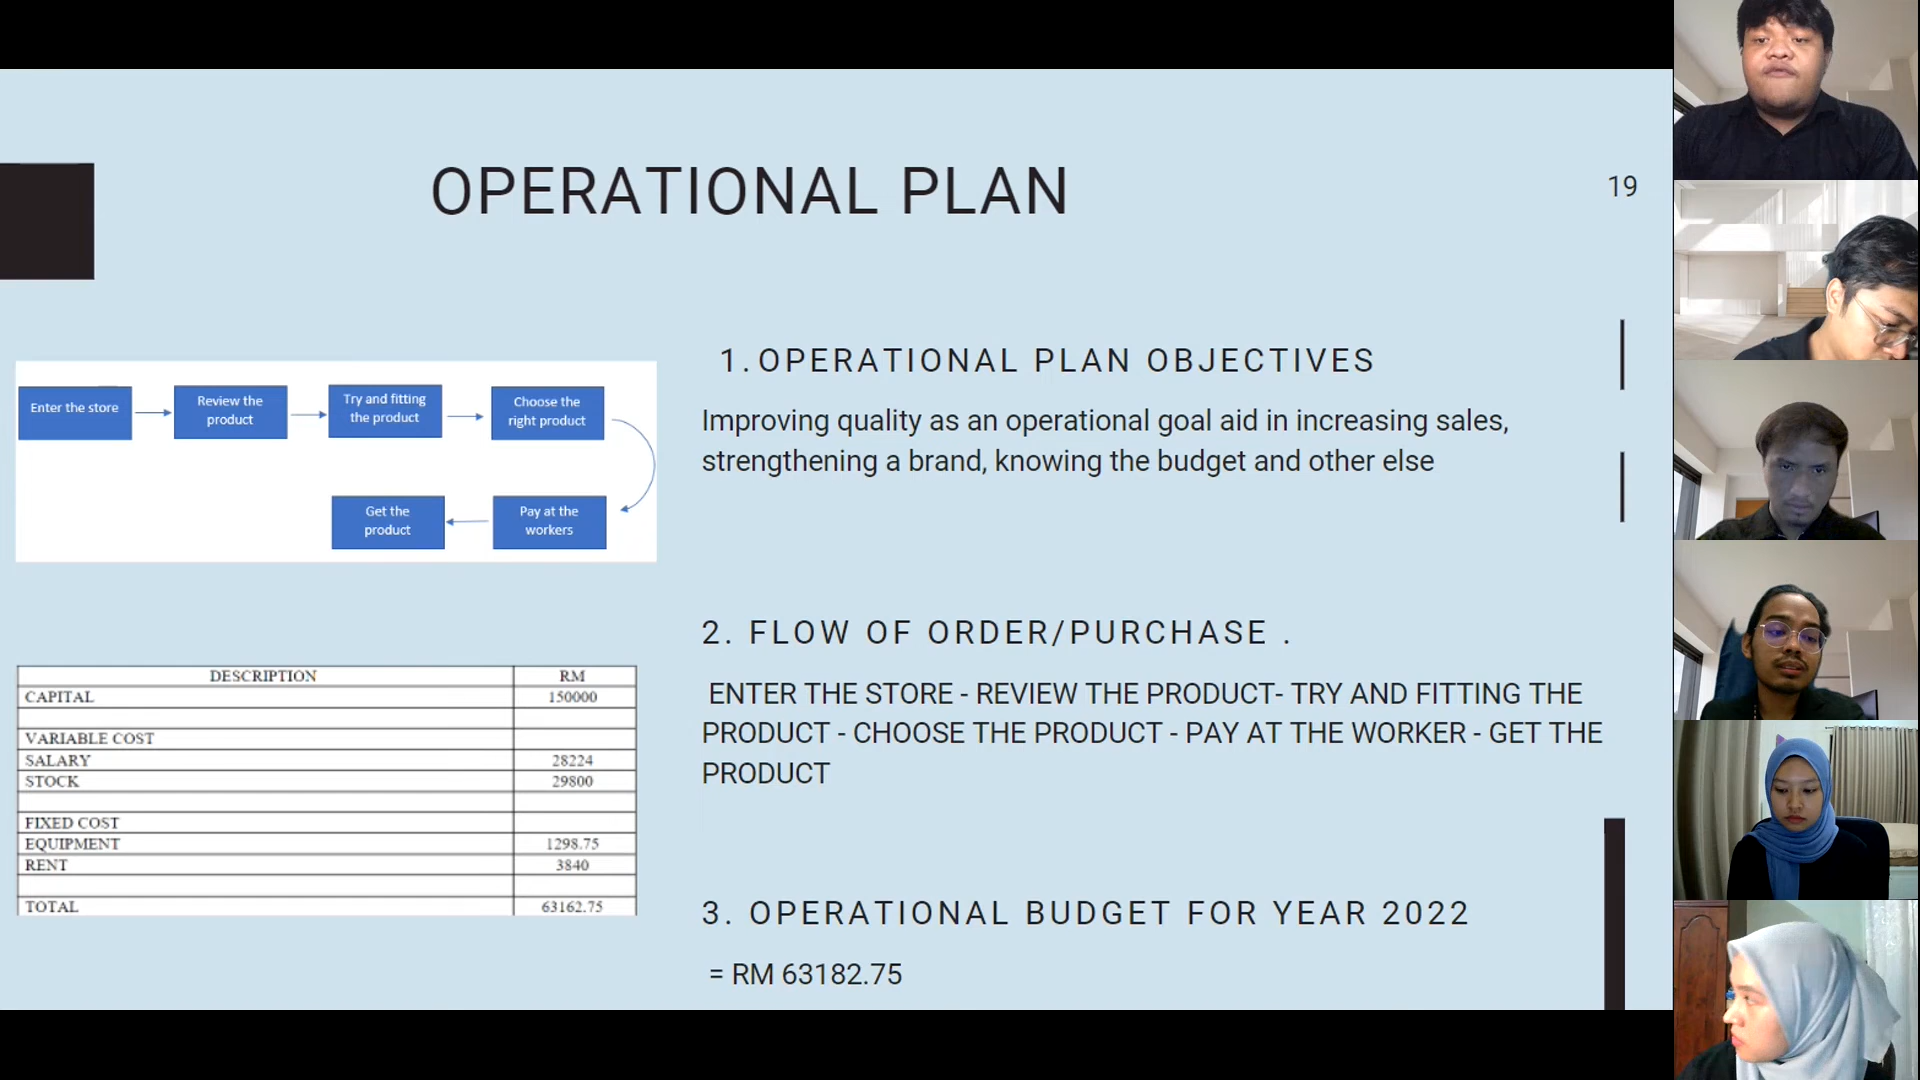 OPERATIONAL PLAN
19
Enter the store
Review the
product
Try and fitting
the product
Choose the
right product
Get the
product
Pay at the
workers
DESCRIPTION RM
CAPITAL 150000
VARIABLE COST
SALARY 28224
STOCK 29800
FIXED COST
EQUIPMENT 1298.75
RENT 3840
TOTAL 63162.75
1. OPERATIONAL PLAN OBJECTIVES
Improving quality as an operational goal aid in increasing sales,
strengthening a brand, knowing the budget and other else
2. FLOW OF ORDER/PURCHASE .
ENTER THE STORE - REVIEW THE PRODUCT- TRY AND FITTING THE
PRODUCT - CHOOSE THE PRODUCT - PAY AT THE WORKER - GET THE
PRODUCT
3. OPERATIONAL BUDGET FOR YEAR 2022
= RM 63182.75